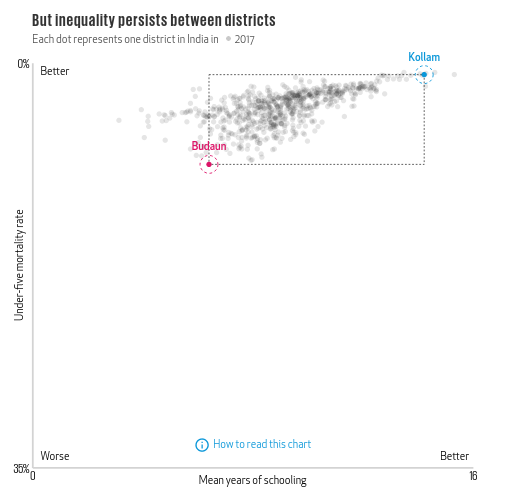 But inequality persists between districts
Each dot represents one district in India in 2017
Kollam
0%
Better
Budaun
Under-five mortality rate
How to read this chart
Worse
Better
35%
0
Mean years of schooling
16